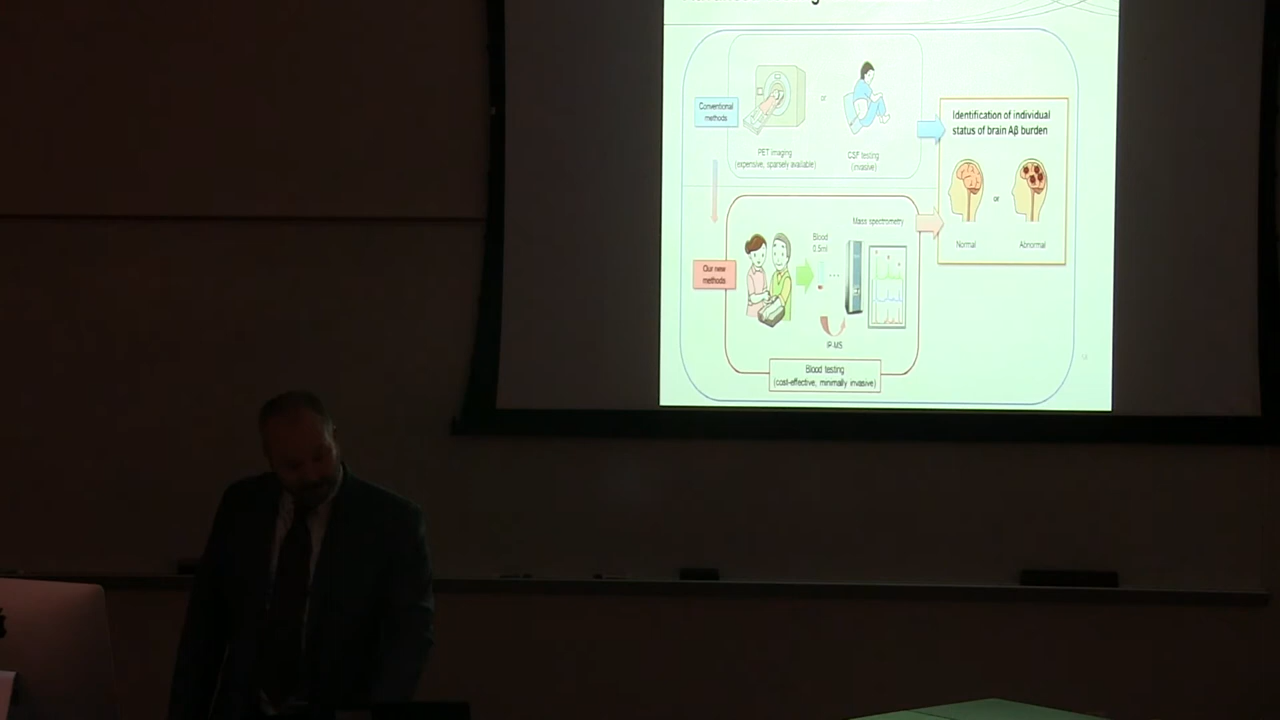 Conventional
methods
or
PET imaging
(expensive, sparsely available)
CSF testing
(invasive)
Identification of individual
status of brain Aβ burden
or
Normal
Abnormal
Our new
methods
Blood
0.5ml
Mass spectrometry
IP-MS
Blood testing
(cost-effective, minimally invasive)